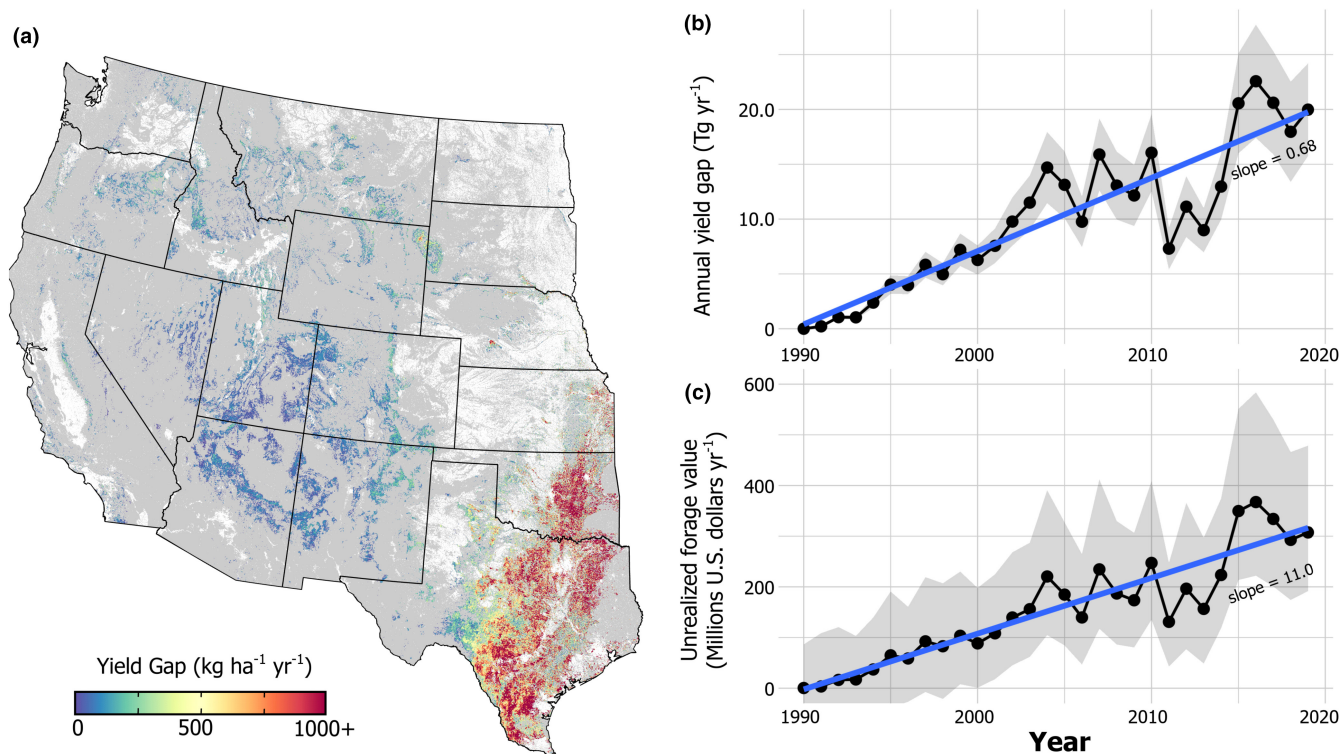 (a)
Yield Gap (kg ha⁻¹ yr⁻¹)
0 500 1000+
(b)
Annual yield gap (Tg yr⁻¹)
20.0
10.0
0
slope = 0.68
1990 2000 2010 2020
(c)
Unrealized forage value
(Millions U.S. dollars yr⁻¹)
600
400
200
0
slope = 11.0
1990 2000 2010 2020
Year